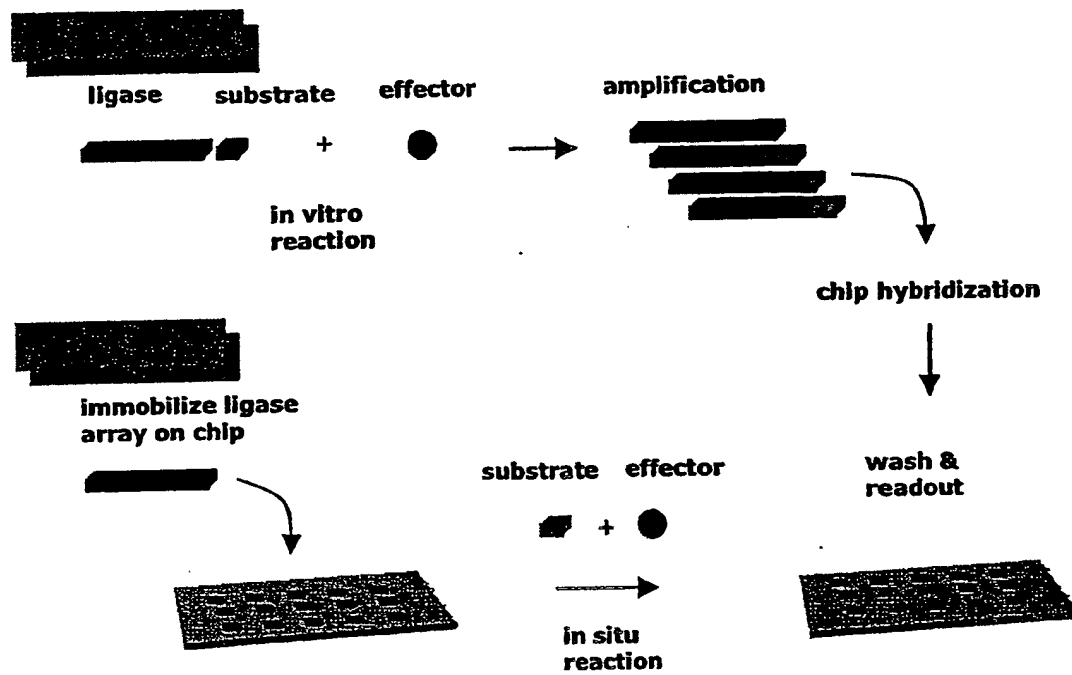 ligase substrate effector
+
in vitro
reaction
amplification
chip hybridization
wash &
readout
immobilize ligase
array on chip
substrate effector
+
in situ
reaction